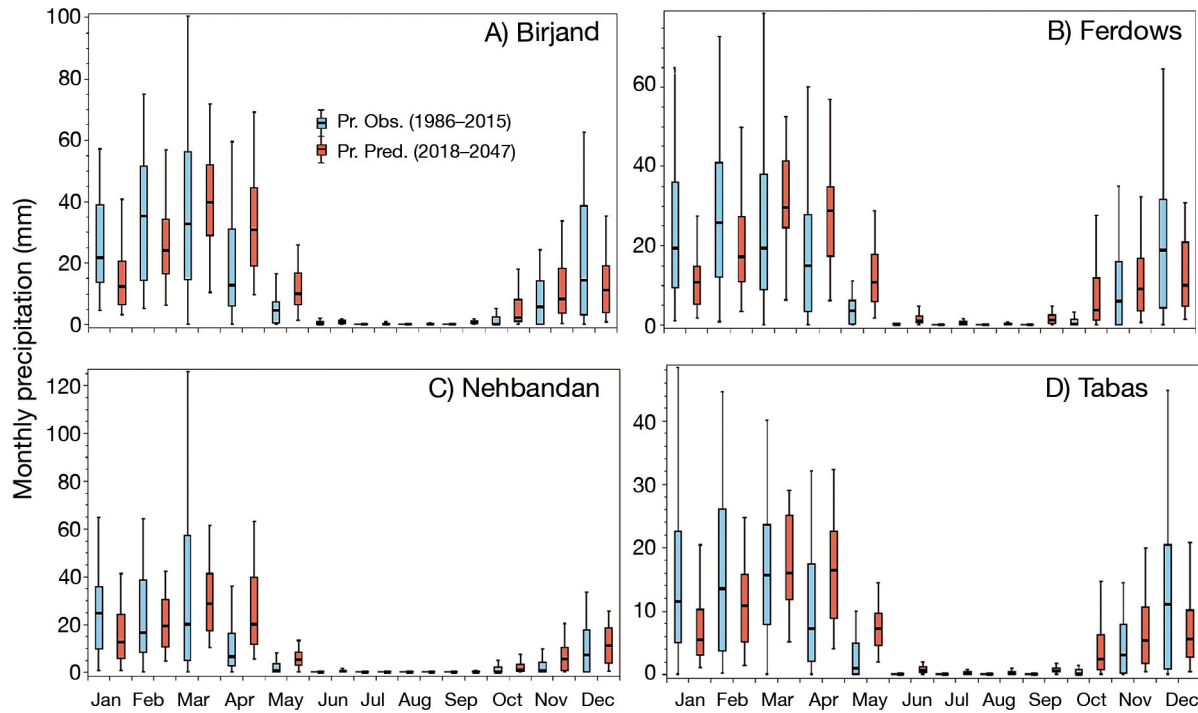 Monthly precipitation (mm)
A) Birjand
Pr. Obs. (1986–2015)
Pr. Pred. (2018–2047)
100
80
60
40
20
0
B) Ferdows
60
40
20
0
C) Nehbandan
120
100
80
60
40
20
0
Jan Feb Mar Apr May Jun Jul Aug Sep Oct Nov Dec
D) Tabas
40
30
20
10
0
Jan Feb Mar Apr May Jun Jul Aug Sep Oct Nov Dec